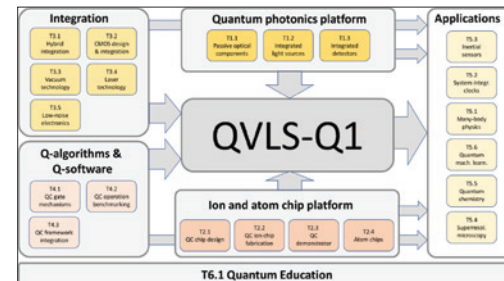 Integration
T3.1
Hybrid
integration
T3.2
CMOS design
& integration
T3.3
Vacuum
technology
T3.4
Laser
technology
T3.5
Low-noise
electronics
Quantum photonics platform
T1.1
Passive optical
components
T1.2
Integrated
light sources
T1.3
Integrated
detectors
Applications
T5.3
Inertial
sensors
T5.2
System-integr.
clocks
T5.1
Many-body
physics
T5.6
Quantum
mach. learn.
T5.5
Quantum
chemistry
T5.4
Superresol.
microscopy
QVLS-Q1
Q-algorithms &
Q-software
T4.1
QC gate
mechanisms
T4.2
QC operation
benchmarking
T4.3
QC framework
integration
Ion and atom chip platform
T2.1
QC chip design
T2.2
QC ion chip
fabrication
T2.3
QC
demonstrator
T2.4
Atom chips
T6.1 Quantum Education